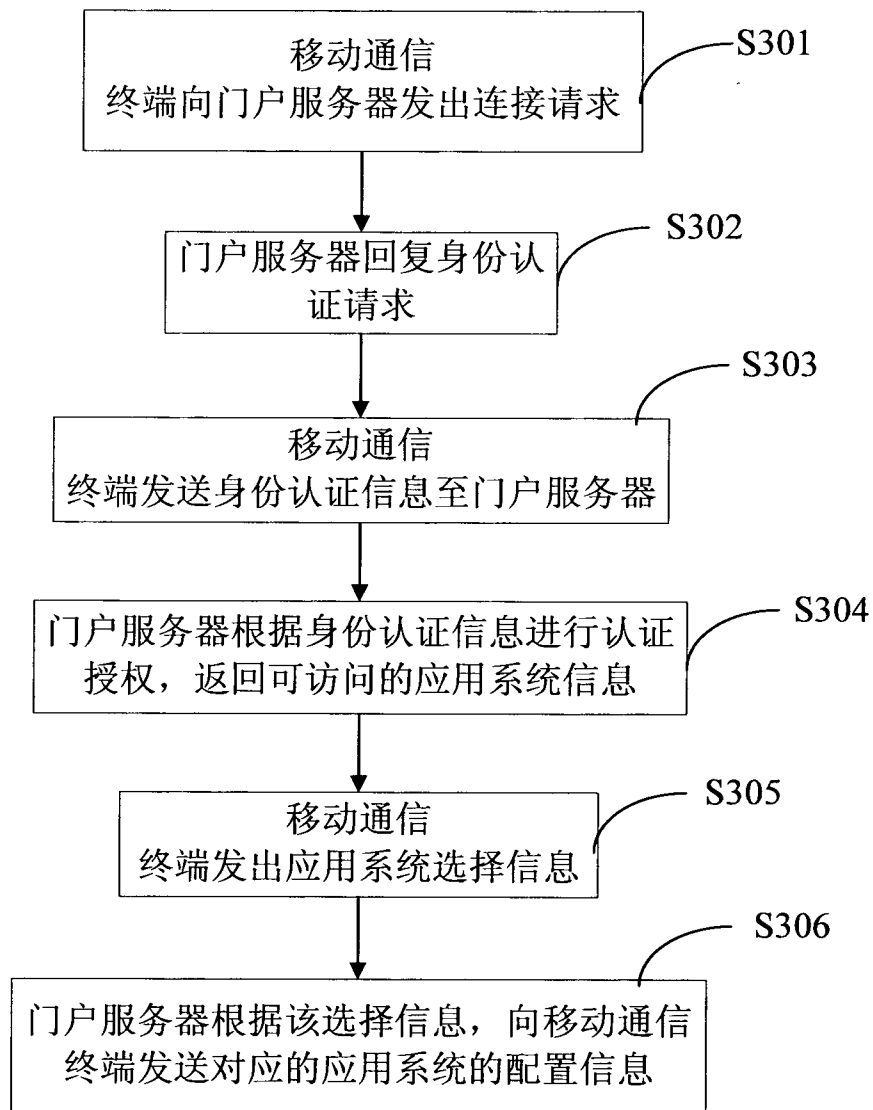 移动通信
终端向门户服务器发出连接请求
S301
门户服务器回复身份认
证请求
S302
移动通信
终端发送身份认证信息至门户服务器
S303
门户服务器根据身份认证信息进行认证
授权，返回可访问的应用系统信息
S304
移动通信
终端发出应用系统选择信息
S305
门户服务器根据该选择信息，向移动通信
终端发送对应的应用系统的配置信息
S306